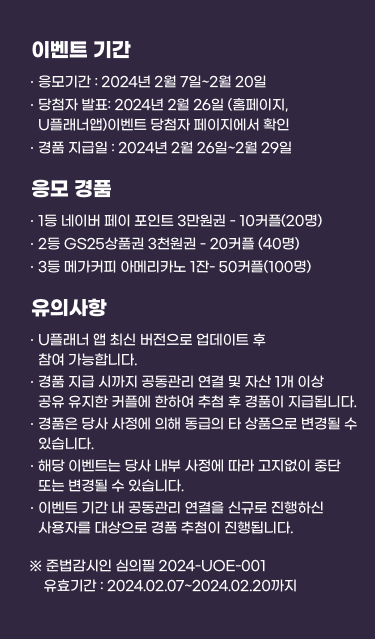 이벤트 기간
· 응모기간 : 2024년 2월 7일~2월 20일
· 당첨자 발표: 2024년 2월 26일 (홈페이지,
U플래너앱)이벤트 당첨자 페이지에서 확인
· 경품 지급일 : 2024년 2월 26일~2월 29일
응모 경품
· 1등 네이버 페이 포인트 3만원권 - 10커플(20명)
· 2등 GS25상품권 3천원권 - 20커플 (40명)
· 3등 메가커피 아메리카노 1잔- 50커플(100명)
유의사항
· U플래너 앱 최신 버전으로 업데이트 후
참여 가능합니다.
· 경품 지급 시까지 공동관리 연결 및 자산 1개 이상
공유 유지한 커플에 한하여 추첨 후 경품이 지급됩니다.
· 경품은 당사 사정에 의해 동급의 타 상품으로 변경될 수
있습니다.
· 해당 이벤트는 당사 내부 사정에 따라 고지없이 중단
또는 변경될 수 있습니다.
· 이벤트 기간 내 공동관리 연결을 신규로 진행하신
사용자를 대상으로 경품 추첨이 진행됩니다.
※ 준법감시인 심의필 2024-UOE-001
유효기간 : 2024.02.07~2024.02.20까지